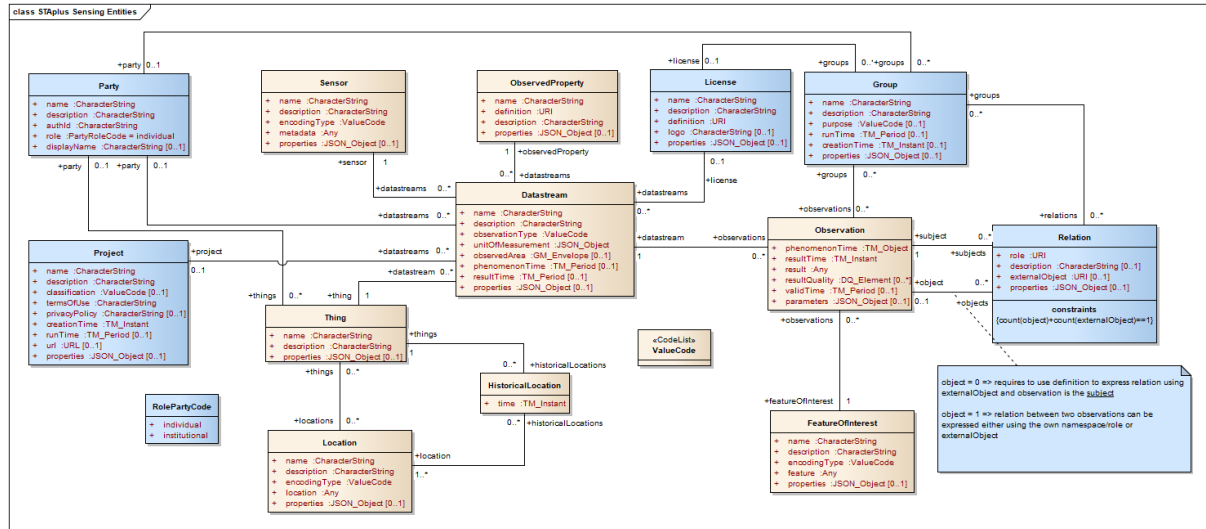 class STAplus Sensing Entities
+party 0..1
+license 0..1
+groups 0..*
+groups 0..*
Party
+ name :CharacterString
+ description :CharacterString
+ authId :CharacterString
+ role :PartyRoleCode = individual
+ displayName :CharacterString [0..1]
Sensor
+ name :CharacterString
+ description :CharacterString
+ encodingType :ValueCode
+ metadata :Any
+ properties :JSON_Object [0..1]
ObservedProperty
+ name :CharacterString
+ definition :URI
+ description :CharacterString
+ properties :JSON_Object [0..1]
License
+ name :CharacterString
+ description :CharacterString
+ definition :URI
+ logo :CharacterString [0..1]
+ properties :JSON_Object [0..1]
Group
+ name :CharacterString
+ description :CharacterString
+ purpose :ValueCode [0..1]
+ runTime :TM_Period [0..1]
+ creationTime :TM_Instant [0..1]
+ properties :JSON_Object [0..1]
+groups
0..*
0..1
+party
+party
0..1
+sensor
1
1
+observedProperty
0..1
+license
+groups
0..*
+datastreams 0..*
0..*
+datastreams
+datastreams
0..*
+observations 0..*
+relations
0..*
Datastream
+ name :CharacterString
+ description :CharacterString
+ observationType :ValueCode
+ unitOfMeasurement :JSON_Object
+ observedArea :GM_Envelope [0..1]
+ phenomenonTime :TM_Period [0..1]
+ resultTime :TM_Period [0..1]
+ properties :JSON_Object [0..1]
+datastreams 0..*
+datastreams 0..*
+datastream 0..*
+datastream
1
+observations
0..*
Observation
+ phenomenonTime :TM_Object
+ resultTime :TM_Instant
+ result :Any
+ resultQuality :DQ_Element [0..*]
+ validTime :TM_Period [0..1]
+ parameters :JSON_Object [0..1]
+subject
1
0..*
+subjects
+object
0..1
0..*
+objects
Relation
+ role :URI
+ description :CharacterString [0..1]
+ externalObject :URI [0..1]
+ properties :JSON_Object [0..1]
constraints
{count(object)+count(externalObject)==1}
Project
+ name :CharacterString
+ description :CharacterString
+ classification :ValueCode [0..1]
+ termsOfUse :CharacterString
+ privacyPolicy :CharacterString [0..1]
+ creationTime :TM_Instant
+ runTime :TM_Period [0..1]
+ url :URL [0..1]
+ properties :JSON_Object [0..1]
+project
0..1
+things 0..*
+thing 1
Thing
+ name :CharacterString
+ description :CharacterString
+ properties :JSON_Object [0..1]
+things
1
0..*
+historicalLocations
+things
0..*
HistoricalLocation
+ time :TM_Instant
0..*
+historicalLocations
«CodeList»
ValueCode
+observations
0..*
+featureOfInterest
1
FeatureOfInterest
+ name :CharacterString
+ description :CharacterString
+ encodingType :ValueCode
+ feature :Any
+ properties :JSON_Object [0..1]
object = 0 => requires to use definition to express relation using
externalObject and observation is the subject
object = 1 => relation between two observations can be
expressed either using the own namespace/role or
externalObject
RolePartyCode
+ individual
+ institutional
+locations
0..*
Location
+ name :CharacterString
+ description :CharacterString
+ encodingType :ValueCode
+ location :Any
+ properties :JSON_Object [0..1]
+location
1..*